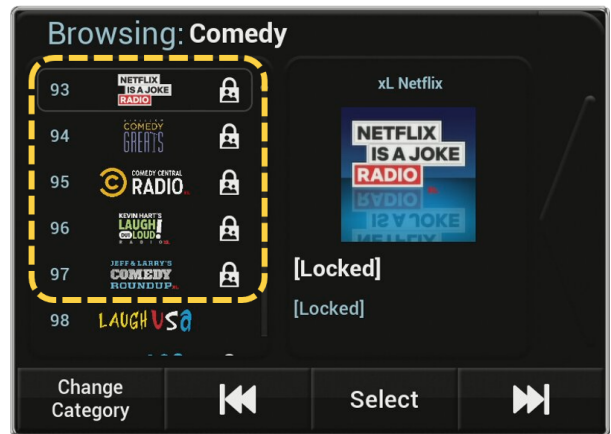 Browsing: Comedy
93
NETFLIX
IS A JOKE
RADIO
94
COMEDY
GREATS
95
COMEDY CENTRAL
RADIO
96
KEVIN HART'S
LAUGH
OUT LOUD!
RADIO
97
JEFF & LARRY'S
COMEDY
ROUNDUP
98
LAUGH USA
xL Netflix
NETFLIX
IS A JOKE
RADIO
[Locked]
[Locked]
Change
Category
Select